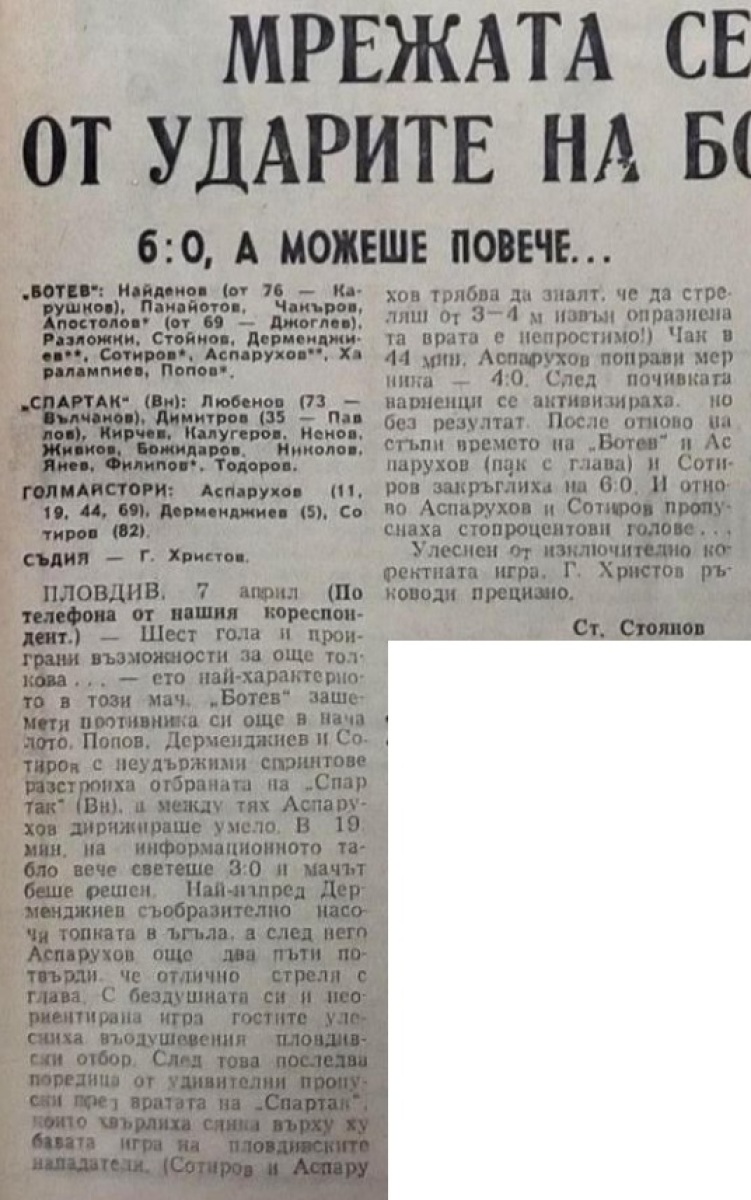 МРЕЖАТА СЕ
ОТ УДАРИТЕ НА БО
6:0, А МОЖЕШЕ ПОВЕЧЕ...
„БОТЕВ“: Найденов (от 76 — Ка-
рушков), Панайотов, Чакъров,
Апостолов* (от 69 — Джоглев),
Разложки, Стойнов, Дерменджи-
ев**, Сотиров*, Аспарухов**, Ха
раламлиев, Попов*.
„СПАРТАК“ (Вн): Любенов (73 —
Вълчанов), Димитров (35 — Пав
лов), Кирчев, Калугеров, Ненов,
Живков, Божидаров, Николов,
Янев, Филипов*, Тодоров.
ГОЛМАЙСТОРИ: Аспарухов (11,
19, 44, 69), Дерменджиев (5), Со
тиров (82).
СЪДИЯ — Г. Христов.
ПЛОВДИВ, 7 април (По
телефона от нашия кореспон-
дент.) — Шест гола и прои-
грани възможности за още тол-
кова... — ето най-характерно-
то в този мач. „Ботев“ заше-
мети противника си още в нача
лото. Попов, Дерменджиев и Со-
тиров с неудържими спринтове
разстроиха отбраната на „Спар
так“ (Вн), а между тях Аспару-
хов дирижираше умело. В 19
мин. на информационното та-
бло вече светеше 3:0 и мачът
беше решен. Най-напред Дер-
менджиев съобразително насо-
чи топката в ъгъла, а след него
Аспарухов още два пъти по-
твърди, че отлично стреля с
глава. С бездушната си и нео-
риентирана игра гостите уле-
сниха въодушевения пловдив-
ски отбор. След това последва
поредица от удивителни пропу-
ски през вратата на „Спартак“,
които хвърлиха сянка върху ху
бавата игра на пловдивските
нападатели. (Сотиров и Аспару
хов трябва да знаят, че да стре-
ляш от 3—4 м извън опразнена
та врата е непростимо!) Чак в
44 мин. Аспарухов поправи мер
ника — 4:0. След почивката
варненци се активизираха, но
без резултат. После отново на
стъпи времето на „Ботев“ и Ас
парухов (пак с глава) и Соти-
ров закръглиха на 6:0. И отно-
во Аспарухов и Сотиров пропу-
снаха стопроцентови голове...
Улеснен от изключително ко-
ректната игра, Г. Христов ръ-
ководи прецизно.
Ст. Стоянов